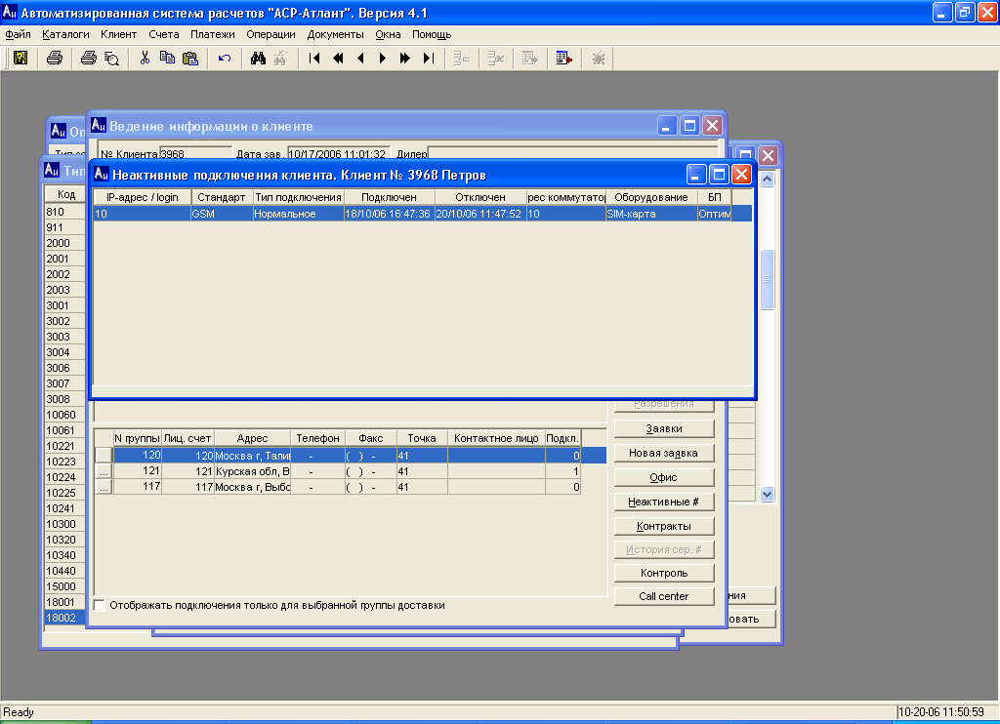 Автоматизированная система расчетов "АСР-Атлант". Версия 4.1
Файл Каталоги Клиент Счета Платежи Операции Документы Окна Помощь
Оп
Ведение информации о клиенте
№ Клиента 3968 Дата зав. 10/17/2006 11:01:32 Дилер
Тип
Неактивные подключения клиента. Клиент № 3968 Петров
IP-адрес / login Стандарт Тип подключения Подключен Отключен рес коммутатор Оборудование БП
10 GSM Нормальное 18/10/06 16:47:36 20/10/06 11:47:52 10 SIM-карта Оптим
Код
810
911
2000
2001
2002
2003
3001
3002
3003
3004
3006
3007
3008
10060
10061
10221
10223
10224
10225
10241
10300
10320
10340
10440
15000
18001
18002
N группы Лиц. счет Адрес Телефон Факс Точка Контактное лицо Подкл.
120 120 Москва г, Тали - ( ) - 41 0
... 121 121 Курская обл, В - ( ) - 41 1
... 117 117 Москва г, Выбо - ( ) - 41 0
Отображать подключения только для выбранной группы доставки
Разрешения
Заявки
Новая заявка
Офис
Неактивные #
Контракты
История сер. #
Контроль
Call center
ния
овать
Ready 10-20-06 11:50:59